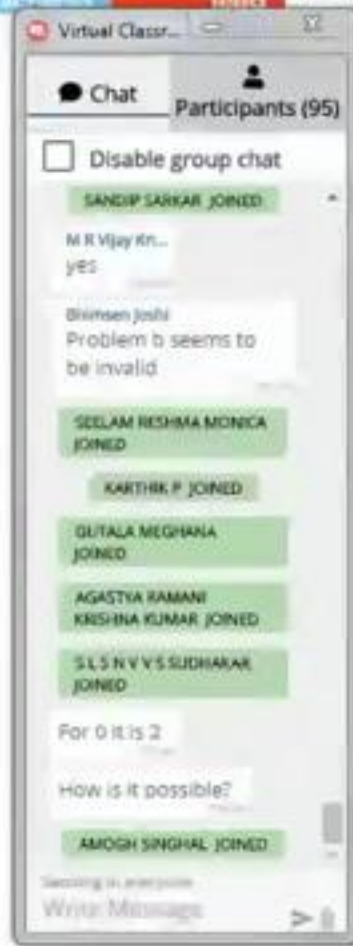 Virtual Classr...
Chat
Participants (95)
Disable group chat
SANDIP SARKAR JOINED
M R Vijay Kri...
yes
Bhimsen Joshi
Problem b seems to
be invalid
SEELAM RESHMA MONICA
JOINED
KARTHIK P JOINED
GUTALA MEGHANA
JOINED
AGASTYA RAMANI
KRISHNA KUMAR JOINED
S L S N V V S SUDHAKAR
JOINED
For 0 it is 2
How is it possible?
AMOGH SINGHAL JOINED
Sending to everyone
Write Message